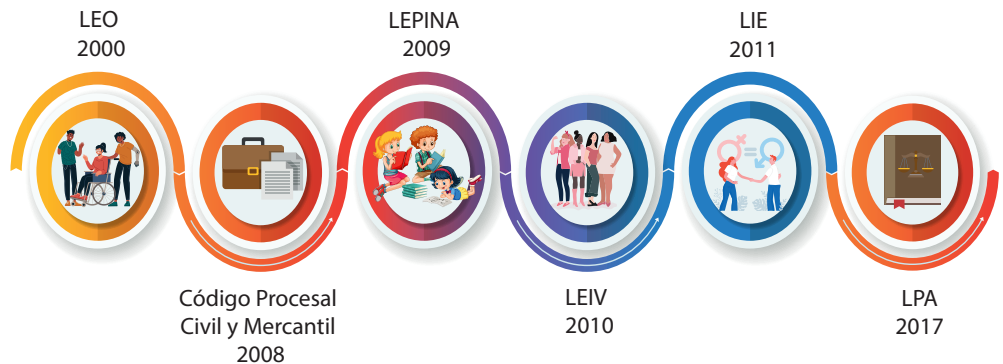 LEO
2000
Código Procesal
Civil y Mercantil
2008
LEPINA
2009
LEIV
2010
LIE
2011
LPA
2017